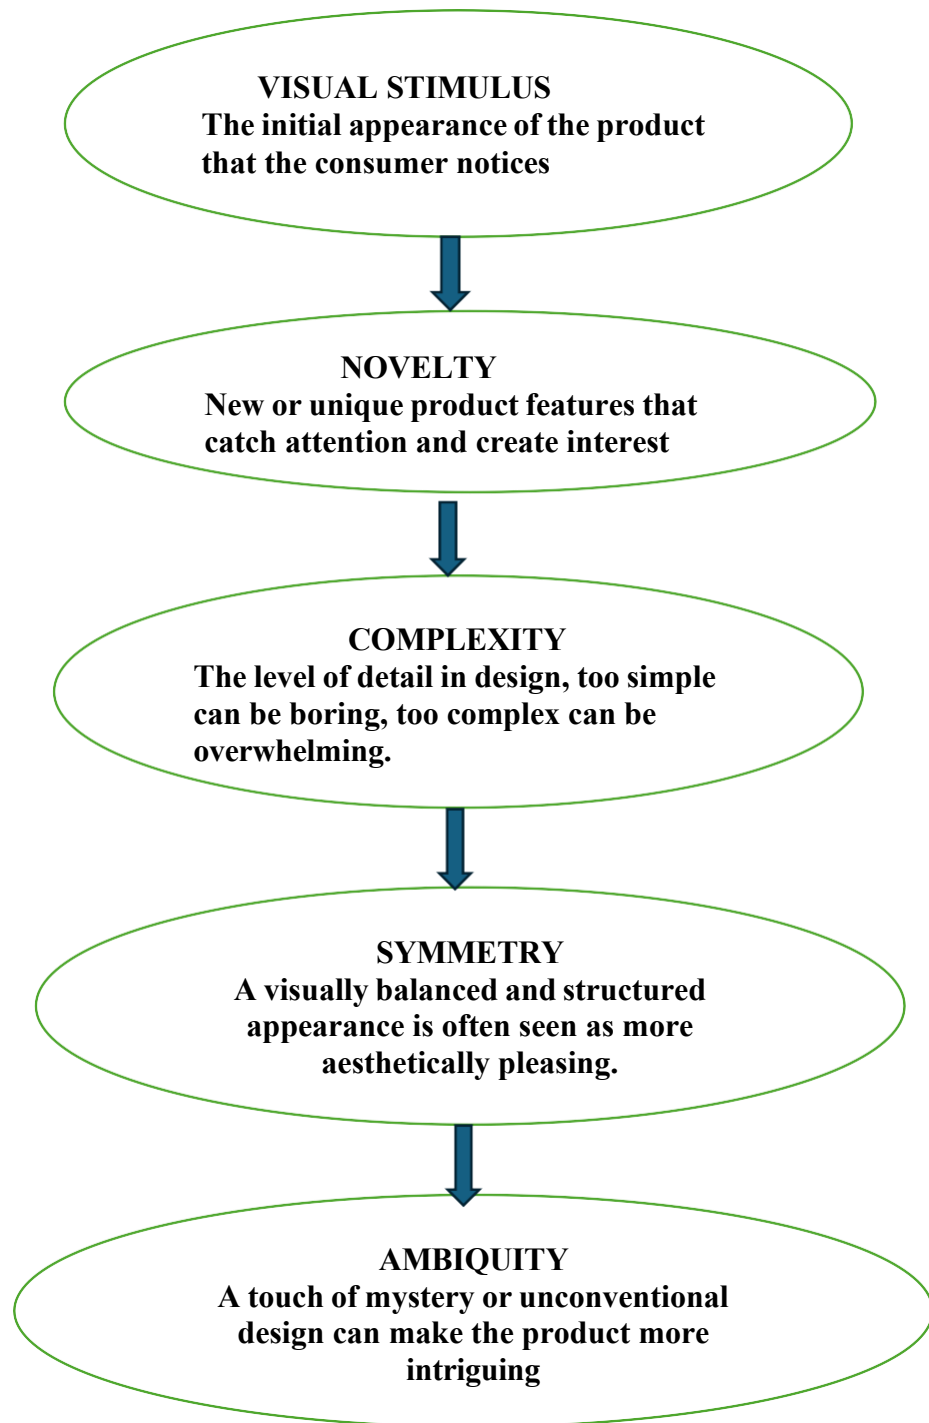 VISUAL STIMULUS
The initial appearance of the product
that the consumer notices
NOVELTY
New or unique product features that
catch attention and create interest
COMPLEXITY
The level of detail in design, too simple
can be boring, too complex can be
overwhelming.
SYMMETRY
A visually balanced and structured
appearance is often seen as more
aesthetically pleasing.
AMBIQUITY
A touch of mystery or unconventional
design can make the product more
intriguing